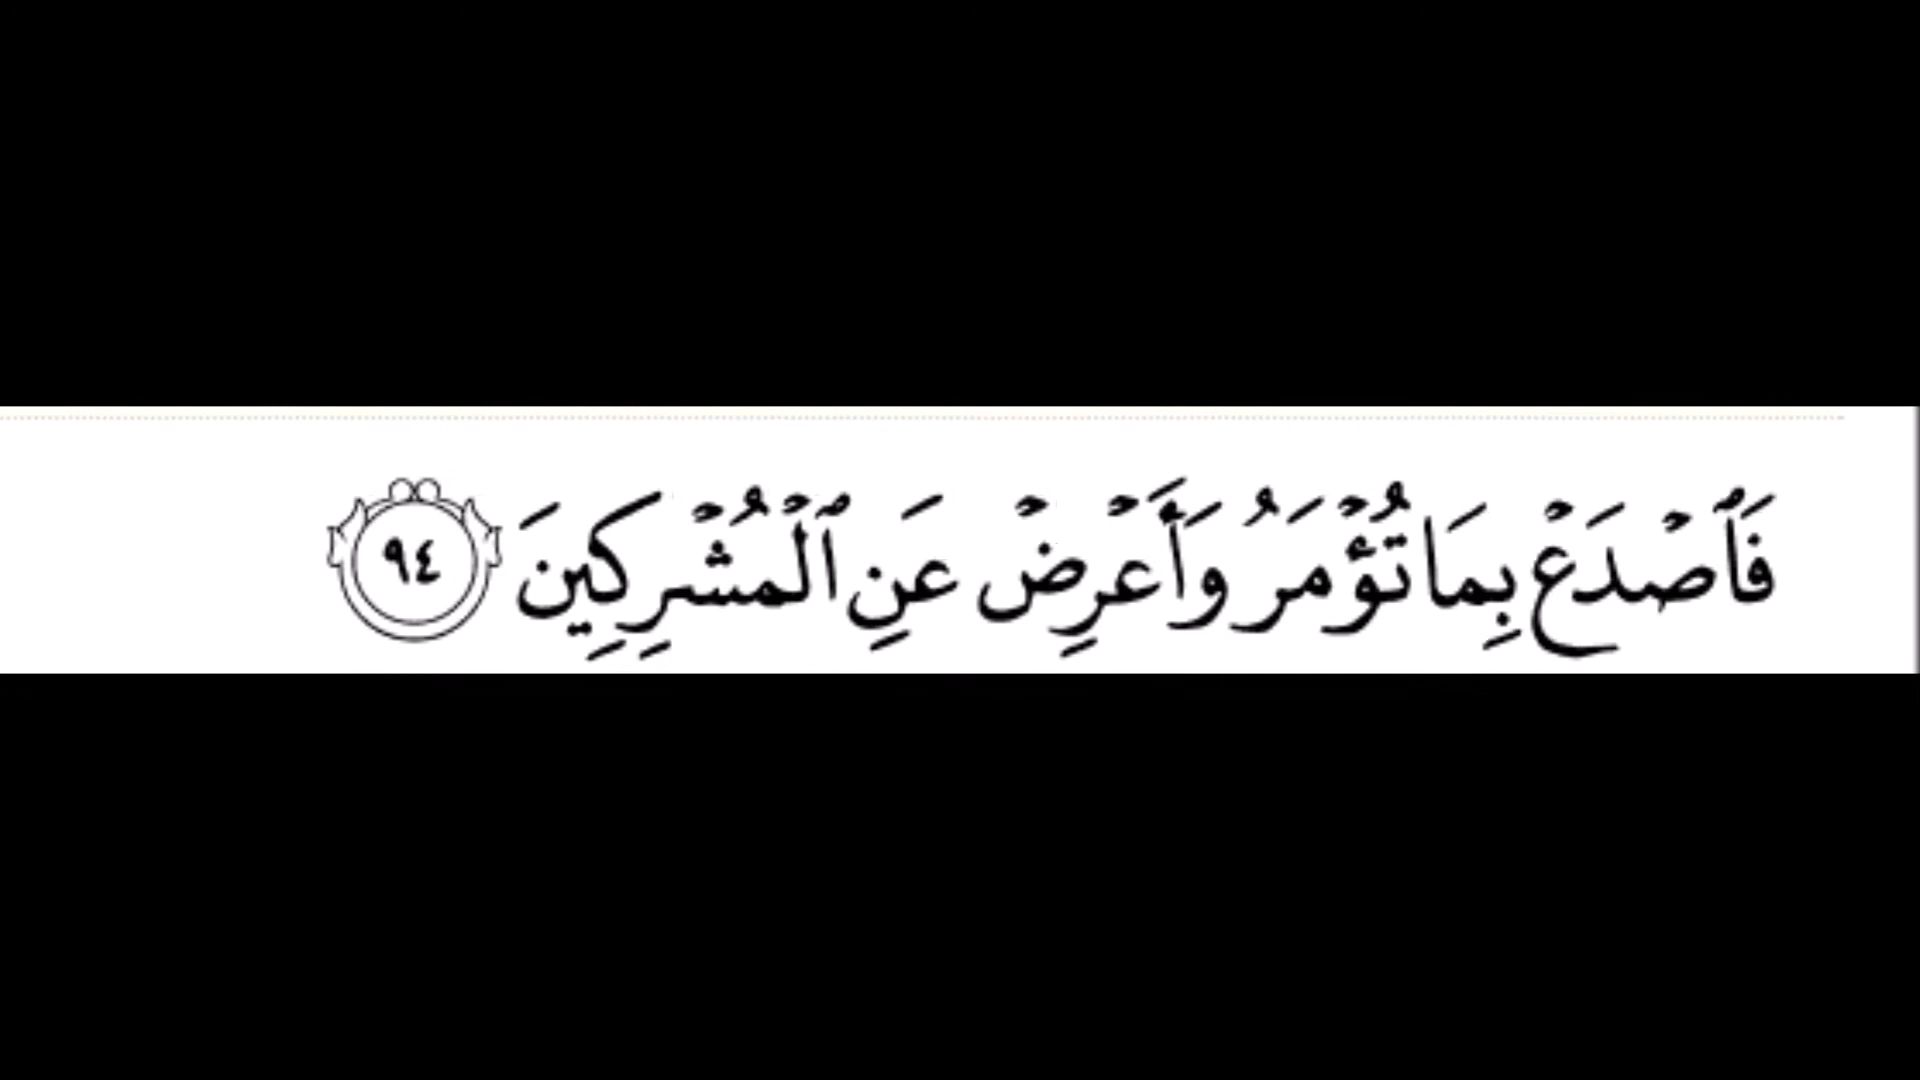 فَٱصۡدَعۡ بِمَا تُؤۡمَرُ وَأَعۡرِضۡ عَنِ ٱلۡمُشۡرِكِينَ ٩٤